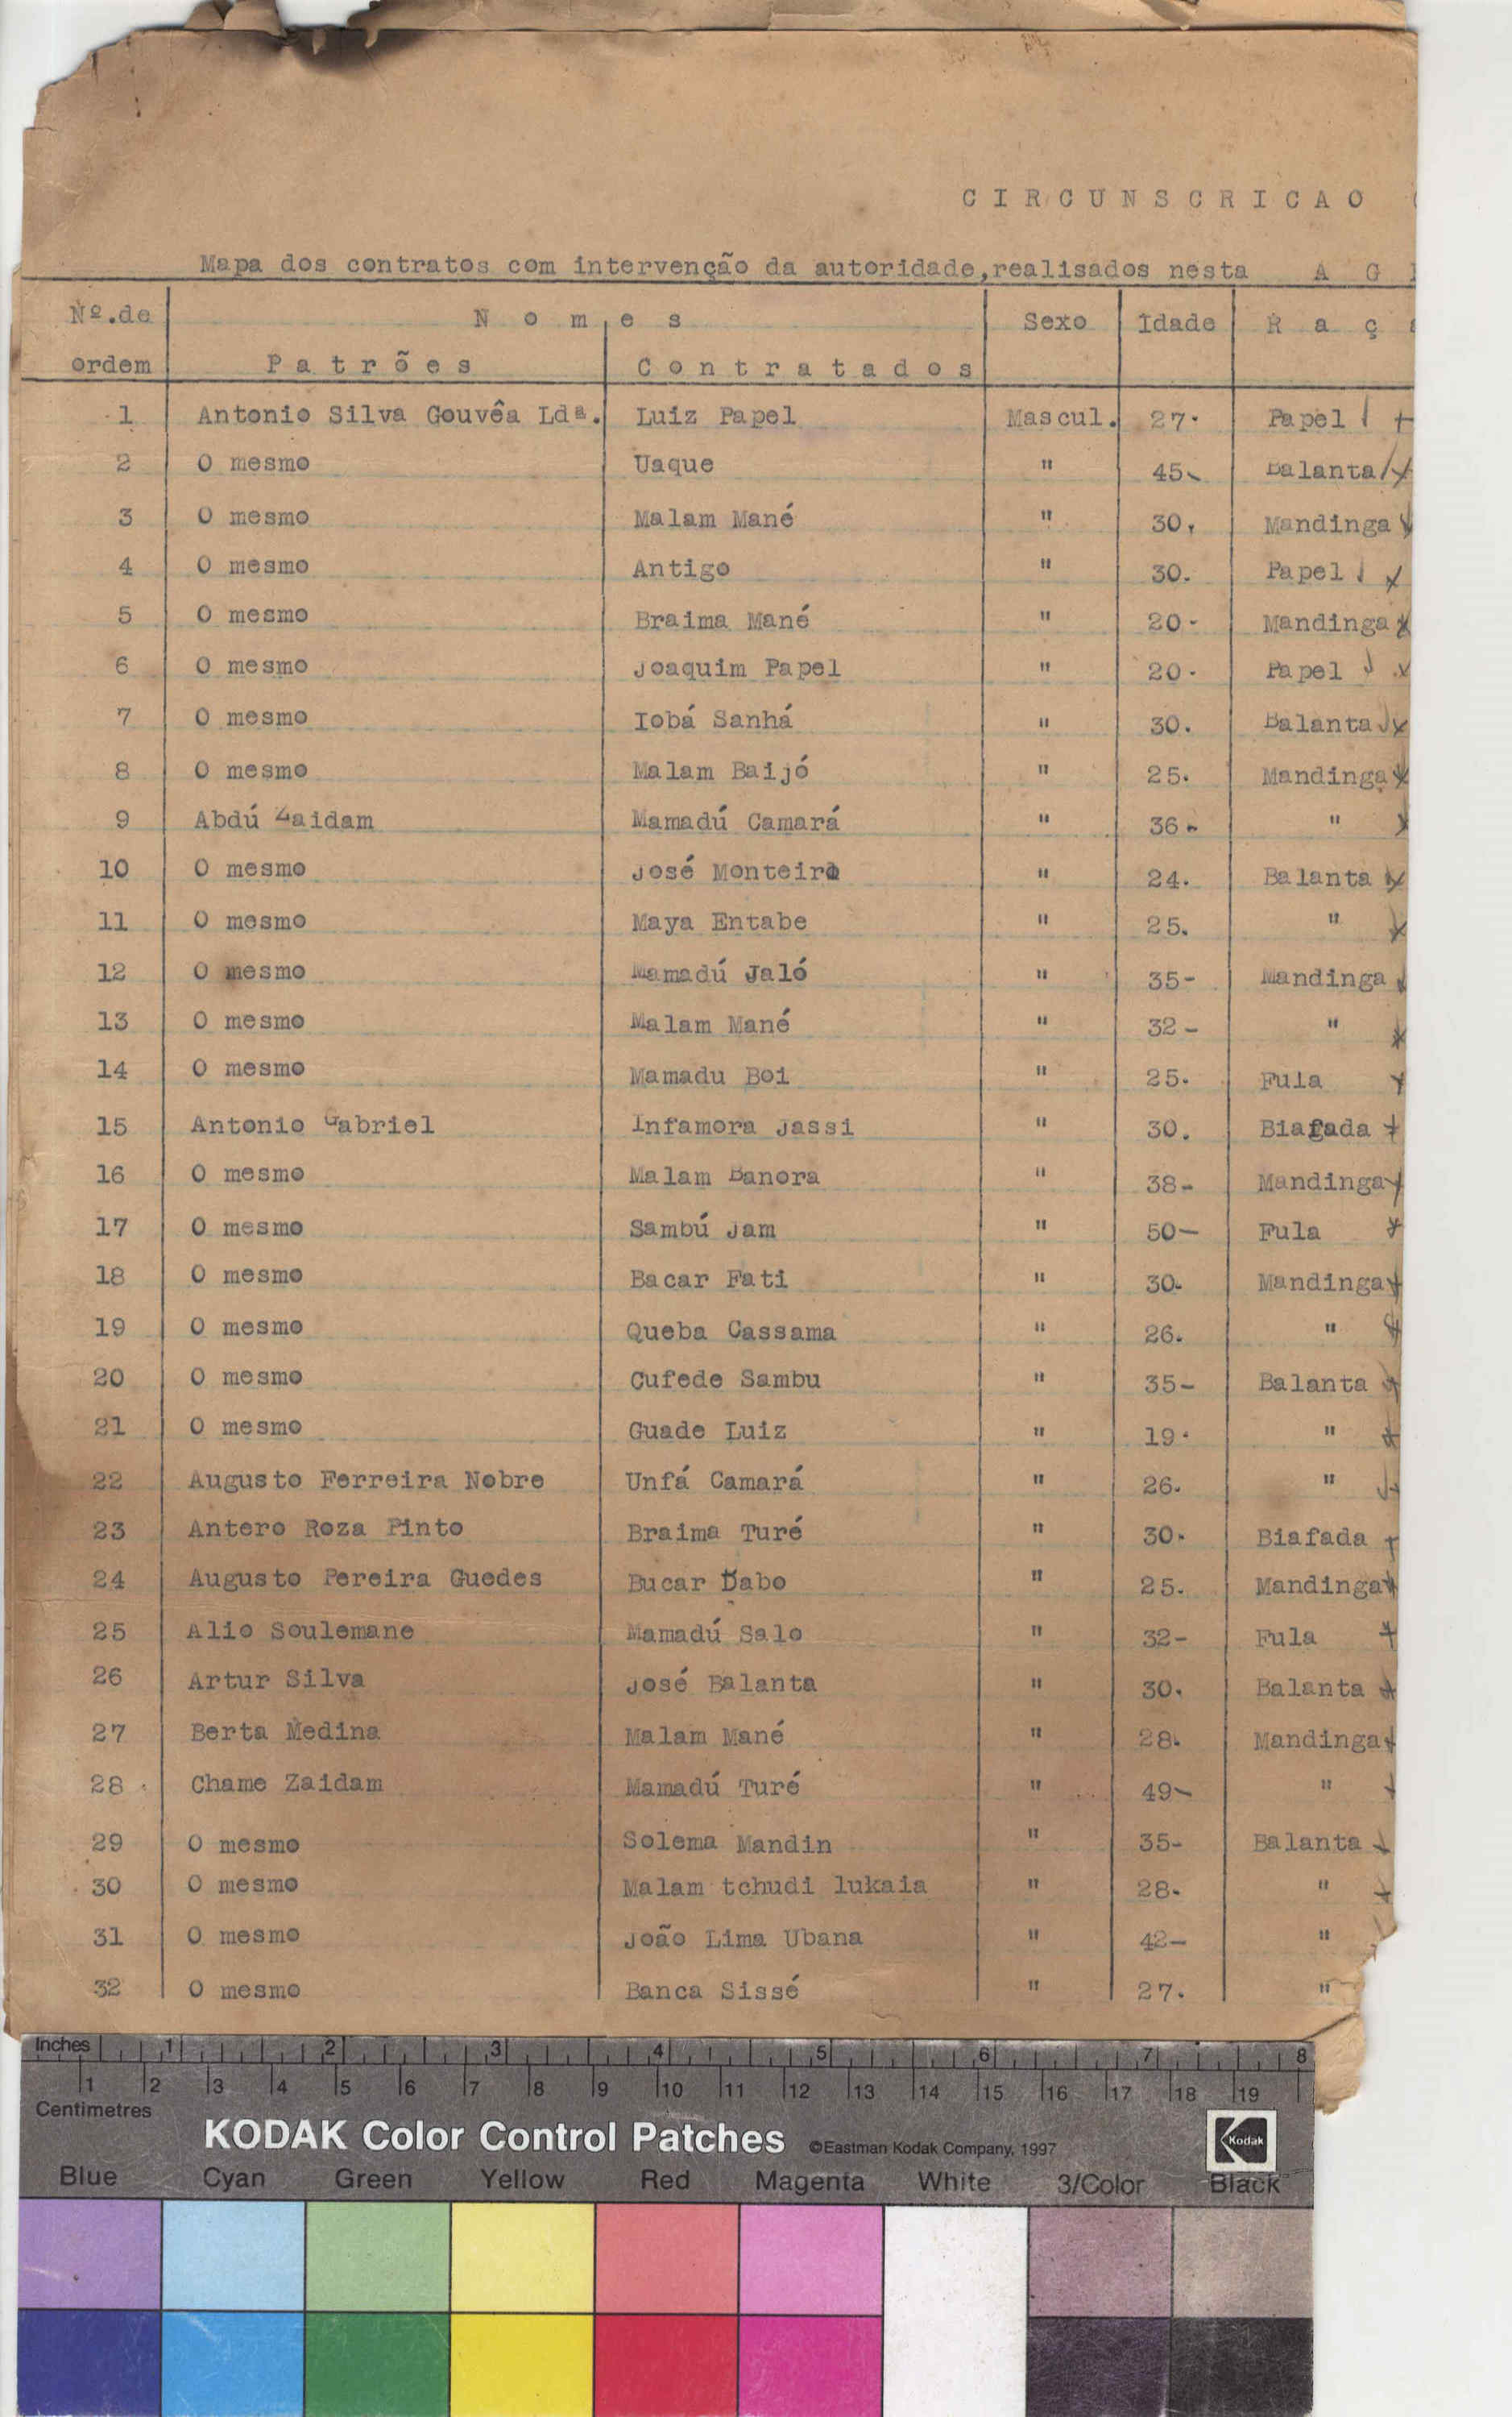 CIRCUNSCRICAO
Mapa dos contratos com intervenção da autoridade,realisados nesta A G
Nº.de N o m e s Sexo Idade R a ç
ordem P a t r õ e s C o n t r a t a d o s
1 Antonio Silva Gouvêa Ldª. Luiz Papel Mascul. 27. Papel
2 O mesmo Uaque " 45- Balanta
3 O mesmo Malam Mané " 30. Mandinga
4 O mesmo Antigo " 30. Papel
5 O mesmo Braima Mané " 20- Mandinga
6 O mesmo Joaquim Papel " 20- Papel
7 O mesmo Iobá Sanhá " 30. Balanta
8 O mesmo Malam Baijó " 25. Mandinga
9 Abdú Zaidam Mamadú Camará " 36- "
10 O mesmo José Monteiro " 24. Balanta
11 O mesmo Maya Entabe " 25. "
12 O mesmo Mamadú Jaló " 35- Mandinga
13 O mesmo Malam Mané " 32- "
14 O mesmo Mamadu Boi " 25. Fula
15 Antonio Gabriel Infamora Jassi " 30. Biafada
16 O mesmo Malam Banora " 38- Mandinga
17 O mesmo Sambú Jam " 50- Fula
18 O mesmo Bacar Fati " 30. Mandinga
19 O mesmo Queba Cassama " 26. "
20 O mesmo Cufede Sambu " 35- Balanta
21 O mesmo Guade Luiz " 19. "
22 Augusto Ferreira Nobre Unfá Camará " 26. "
23 Antero Roza Pinto Braima Turé " 30. Biafada
24 Augusto Pereira Guedes Bucar Dabo " 25. Mandinga
25 Alio Soulemane Mamadú Salo " 32- Fula
26 Artur Silva José Balanta " 30. Balanta
27 Berta Medina Malam Mané " 28. Mandinga
28 Chame Zaidam Mamadú Turé " 49- "
29 O mesmo Solema Mandin " 35- Balanta
30 O mesmo Malam tchudi lukaia " 28. "
31 O mesmo João Lima Ubana " 42- "
32 O mesmo Banca Sissé " 27. "
Inches 1 2 3 4 5 6 7 8
1 2 3 4 5 6 7 8 9 10 11 12 13 14 15 16 17 18 19
Centimetres
KODAK Color Control Patches ©Eastman Kodak Company, 1997 Kodak
Blue Cyan Green Yellow Red Magenta White 3/Color Black